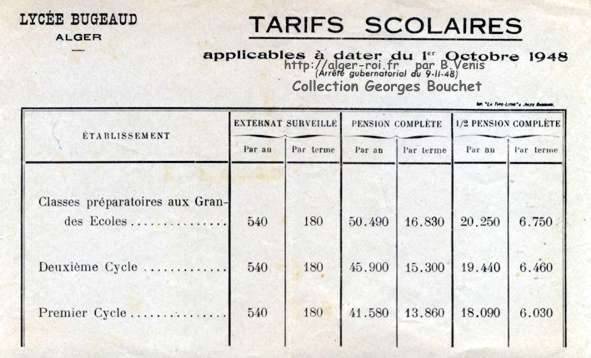 LYCÉE BUGEAUD
ALGER
TARIFS SCOLAIRES
applicables à dater du 1er Octobre 1948
http://alger-roi.fr par B.Venis
(Arrêté gubernatorial du 9-11-48)
Collection Georges Bouchet
ÉTABLISSEMENT
EXTERNAT SURVEILLÉ PENSION COMPLÈTE 1/2 PENSION COMPLÈTE
Par an Par terme Par an Par terme Par an Par terme
Classes préparatoires aux Gran-
des Ecoles .............. 540 180 50.490 16.830 20.250 6.750
Deuxième Cycle ............ 540 180 45.900 15.300 19.440 6.460
Premier Cycle .............. 540 180 41.580 13.860 18.090 6.030